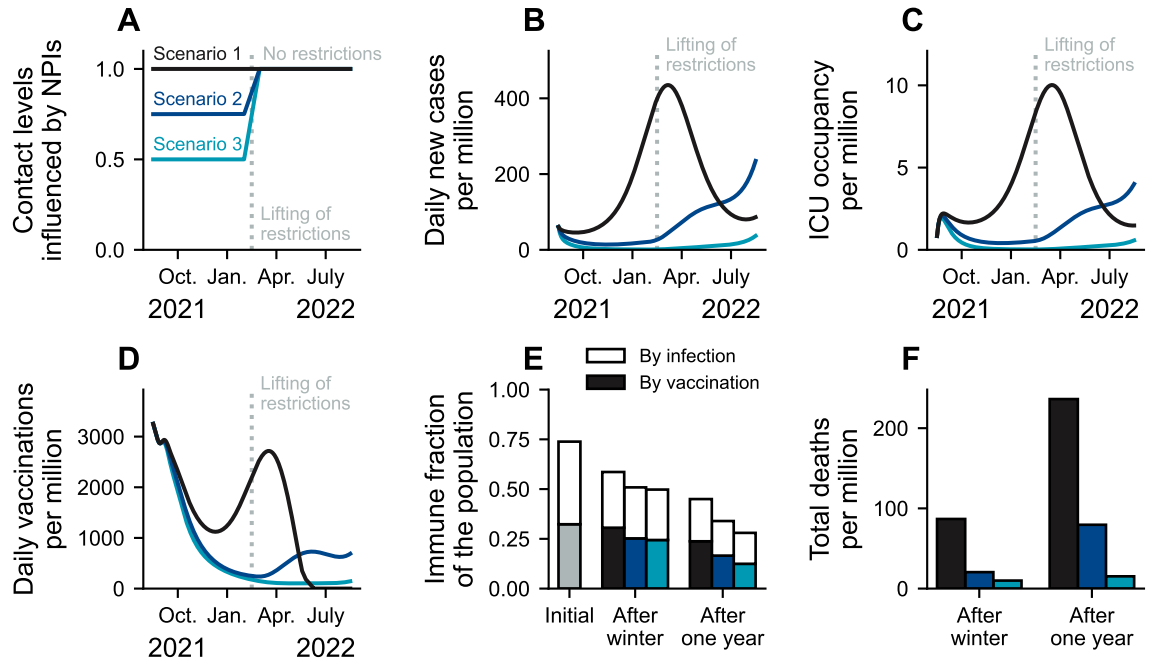 A
Contact levels
influenced by NPIs
1.0
0.5
0.0
Scenario 1
No restrictions
Scenario 2
Scenario 3
Lifting of
restrictions
Oct. Jan. Apr. July
2021 2022
B
Daily new cases
per million
400
200
0
Lifting of
restrictions
Oct. Jan. Apr. July
2021 2022
C
ICU occupancy
per million
10
5
0
Lifting of
restrictions
Oct. Jan. Apr. July
2021 2022
D
Daily vaccinations
per million
3000
2000
1000
0
Lifting of
restrictions
Oct. Jan. Apr. July
2021 2022
E
By infection
By vaccination
Immune fraction
of the population
1.00
0.75
0.50
0.25
0.00
Initial After After
winter one year
F
Total deaths
per million
200
100
0
After After
winter one year